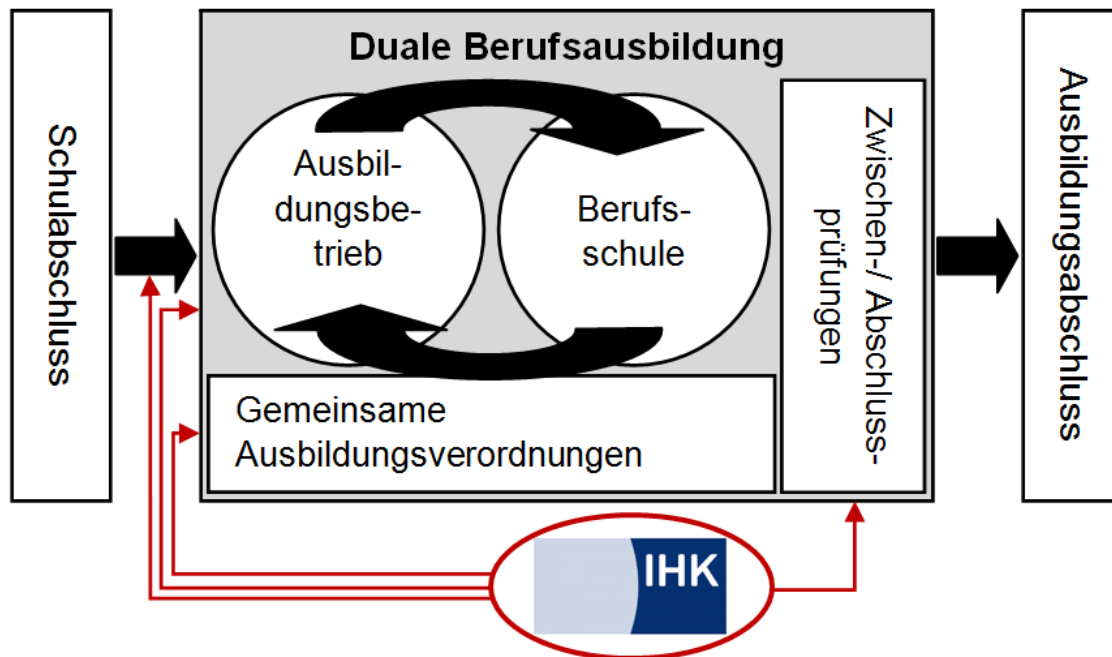 Schulabschluss
Duale Berufsausbildung
Ausbil-
dungsbe-
trieb
Berufs-
schule
Gemeinsame
Ausbildungsverordnungen
Zwischen-/ Abschluss-
prüfungen
Ausbildungsabschluss
IHK